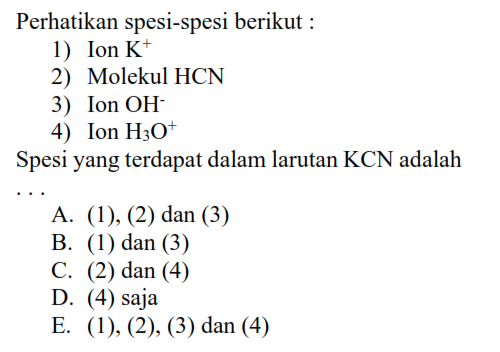 Perhatikan spesi-spesi berikut :
1) Ion K⁺
2) Molekul HCN
3) Ion OH⁻
4) Ion H₃O⁺
Spesi yang terdapat dalam larutan KCN adalah
. . .
A. (1), (2) dan (3)
B. (1) dan (3)
C. (2) dan (4)
D. (4) saja
E. (1), (2), (3) dan (4)